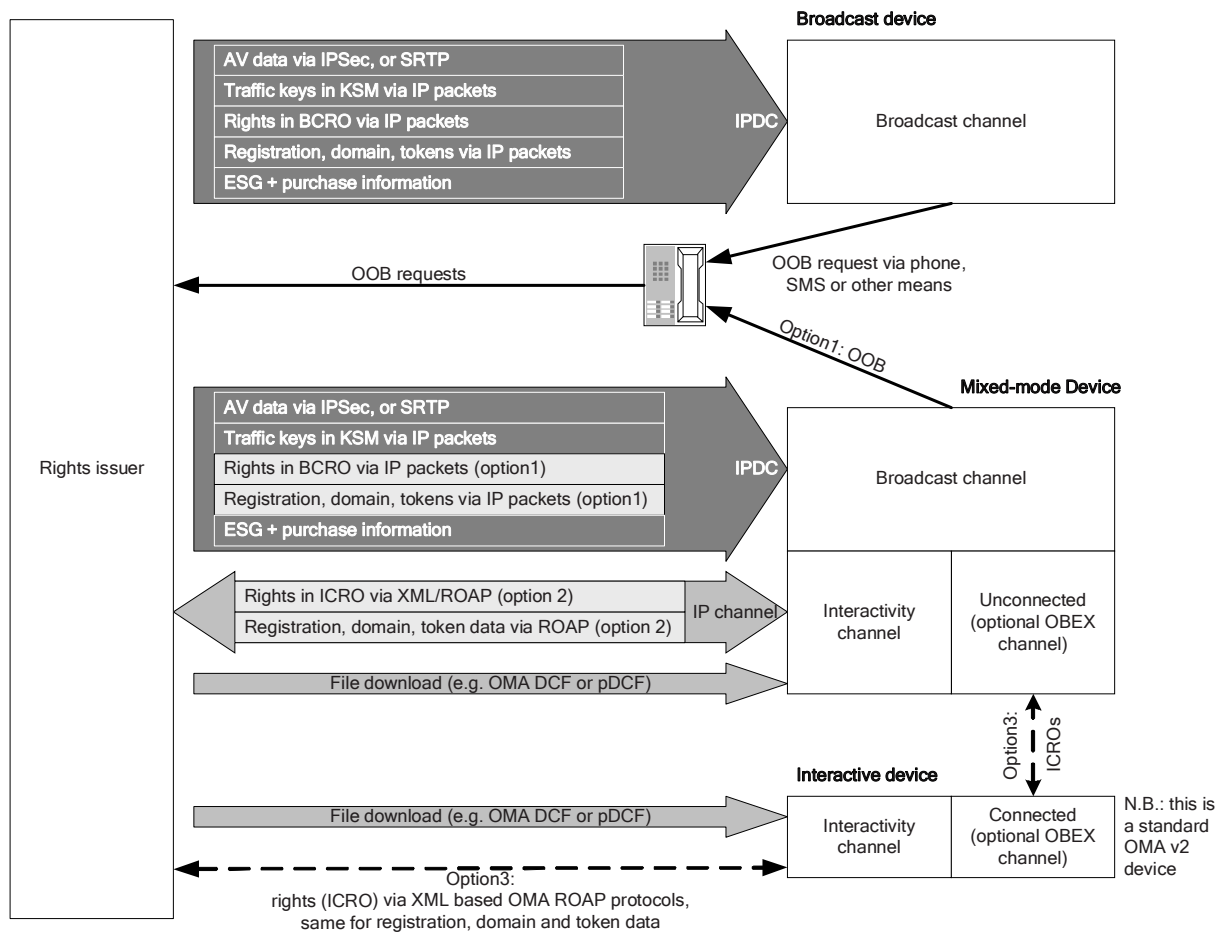 Broadcast device
AV data via IPSec, or SRTP
Traffic keys in KSM via IP packets
Rights in BCRO via IP packets
Registration, domain, tokens via IP packets
ESG + purchase information
IPDC
Broadcast channel
OOB requests
OOB request via phone,
SMS or other means
Option1: OOB
Mixed-mode Device
Rights issuer
AV data via IPSec, or SRTP
Traffic keys in KSM via IP packets
Rights in BCRO via IP packets (option1)
Registration, domain, tokens via IP packets (option1)
ESG + purchase information
IPDC
Broadcast channel
Rights in ICRO via XML/ROAP (option 2)
Registration, domain, token data via ROAP (option 2)
IP channel
Interactivity
channel
Unconnected
(optional OBEX
channel)
File download (e.g. OMA DCF or pDCF)
Option3:
ICROs
Interactive device
File download (e.g. OMA DCF or pDCF)
Interactivity
channel
Connected
(optional OBEX
channel)
N.B.: this is
a standard
OMA v2
device
Option3:
rights (ICRO) via XML based OMA ROAP protocols,
same for registration, domain and token data